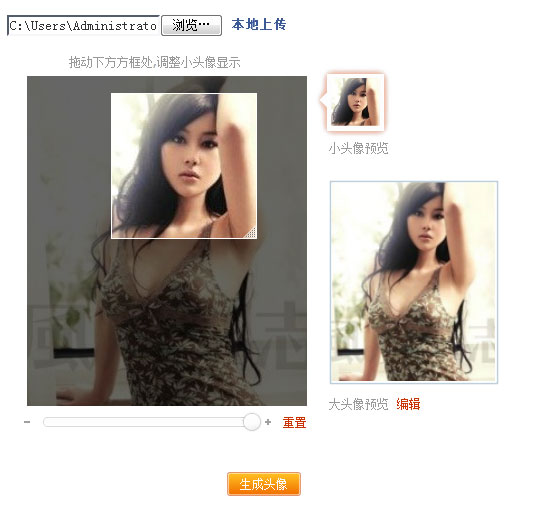 C:\Users\Administrato
浏览…
本地上传
拖动下方方框处,调整小头像显示
小头像预览
大头像预览 编辑
- + 重置
生成头像